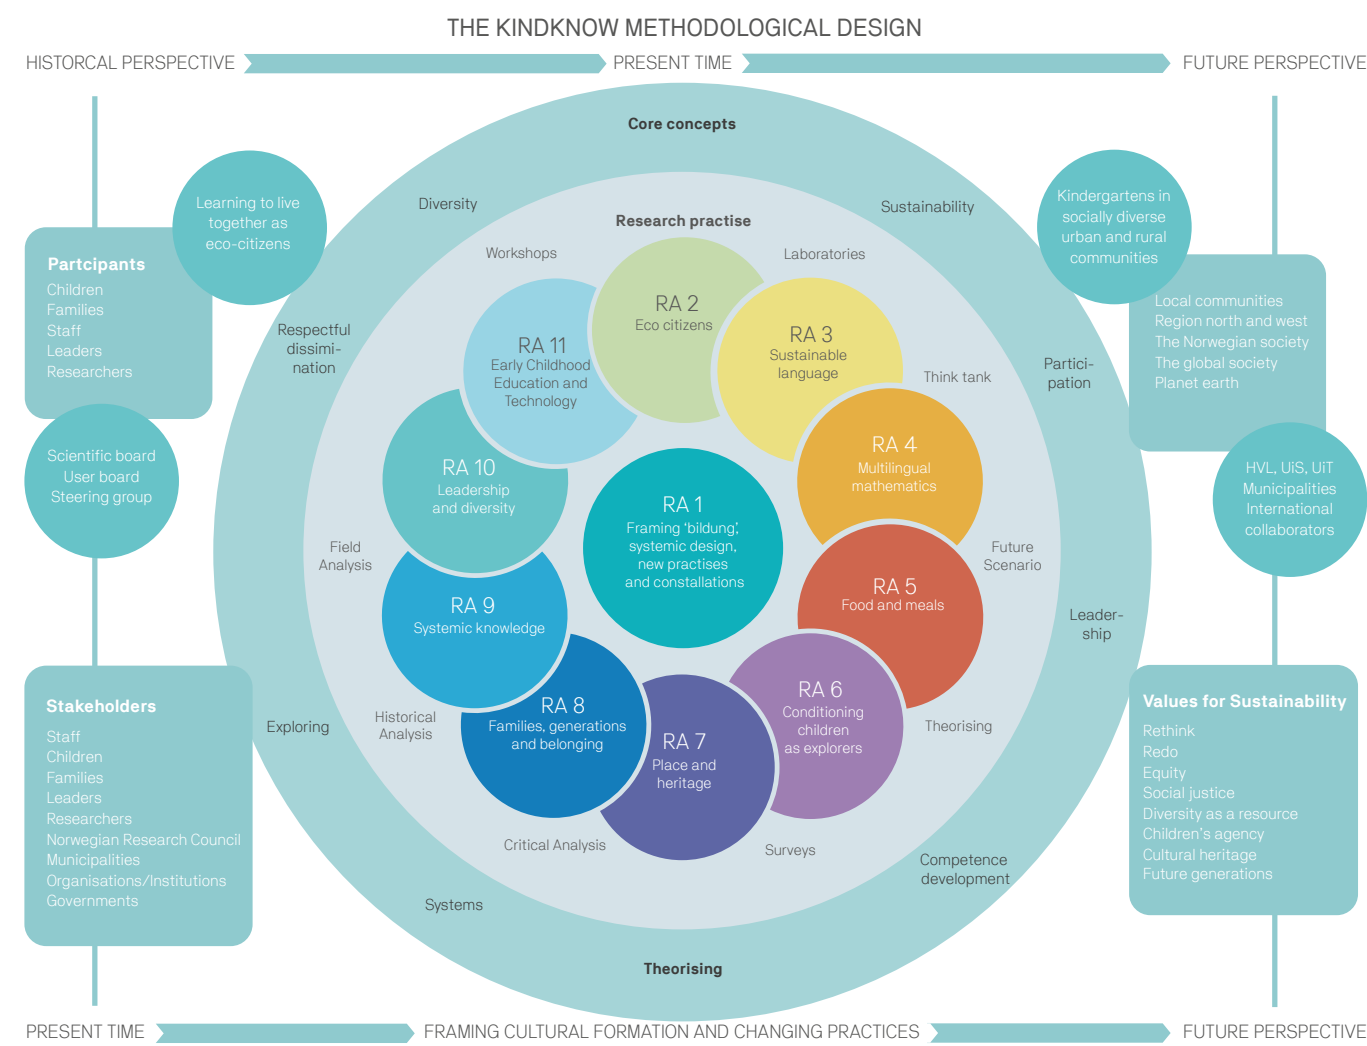 THE KINDKNOW METHODOLOGICAL DESIGN
HISTORCAL PERSPECTIVE
PRESENT TIME
FUTURE PERSPECTIVE
Core concepts
Diversity
Sustainability
Respectful
dissimi-
nation
Partici-
pation
Leader-
ship
Exploring
Competence
development
Systems
Theorising
Research practise
Workshops
Laboratories
Think tank
Future
Scenario
Theorising
Surveys
Critical Analysis
Historical
Analysis
Field
Analysis
RA 1
Framing ‘bildung’,
systemic design,
new practises
and constallations
RA 2
Eco citizens
RA 3
Sustainable
language
RA 4
Multilingual
mathematics
RA 5
Food and meals
RA 6
Conditioning
children
as explorers
RA 7
Place and
heritage
RA 8
Families, generations
and belonging
RA 9
Systemic knowledge
RA 10
Leadership
and diversity
RA 11
Early Childhood
Education and
Technology
Learning to live
together as
eco-citizens
Partcipants
Children
Families
Staff
Leaders
Researchers
Scientific board
User board
Steering group
Stakeholders
Staff
Children
Families
Leaders
Researchers
Norwegian Research Council
Municipalities
Organisations/Institutions
Governments
Kindergartens in
socially diverse
urban and rural
communities
Local communities
Region north and west
The Norwegian society
The global society
Planet earth
HVL, UiS, UiT
Municipalities
International
collaborators
Values for Sustainability
Rethink
Redo
Equity
Social justice
Diversity as a resource
Children’s agency
Cultural heritage
Future generations
PRESENT TIME
FRAMING CULTURAL FORMATION AND CHANGING PRACTICES
FUTURE PERSPECTIVE